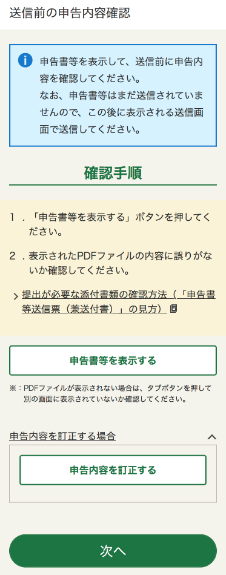 送信前の申告内容確認
申告書等を表示して、送信前に申告内
容を確認してください。
なお、申告書等はまだ送信されていま
せんので、この後に表示される送信画
面で送信してください。
確認手順
1 .「申告書等を表示する」ボタンを押してく
ださい。
2 . 表示されたPDFファイルの内容に誤りがな
いか確認してください。
提出が必要な添付書類の確認方法（「申告書
等送信票（兼送付書）」の見方）
申告書等を表示する
※：PDFファイルが表示されない場合は、タブボタンを押して
別の画面に表示されていないか確認してください。
申告内容を訂正する場合
申告内容を訂正する
次へ